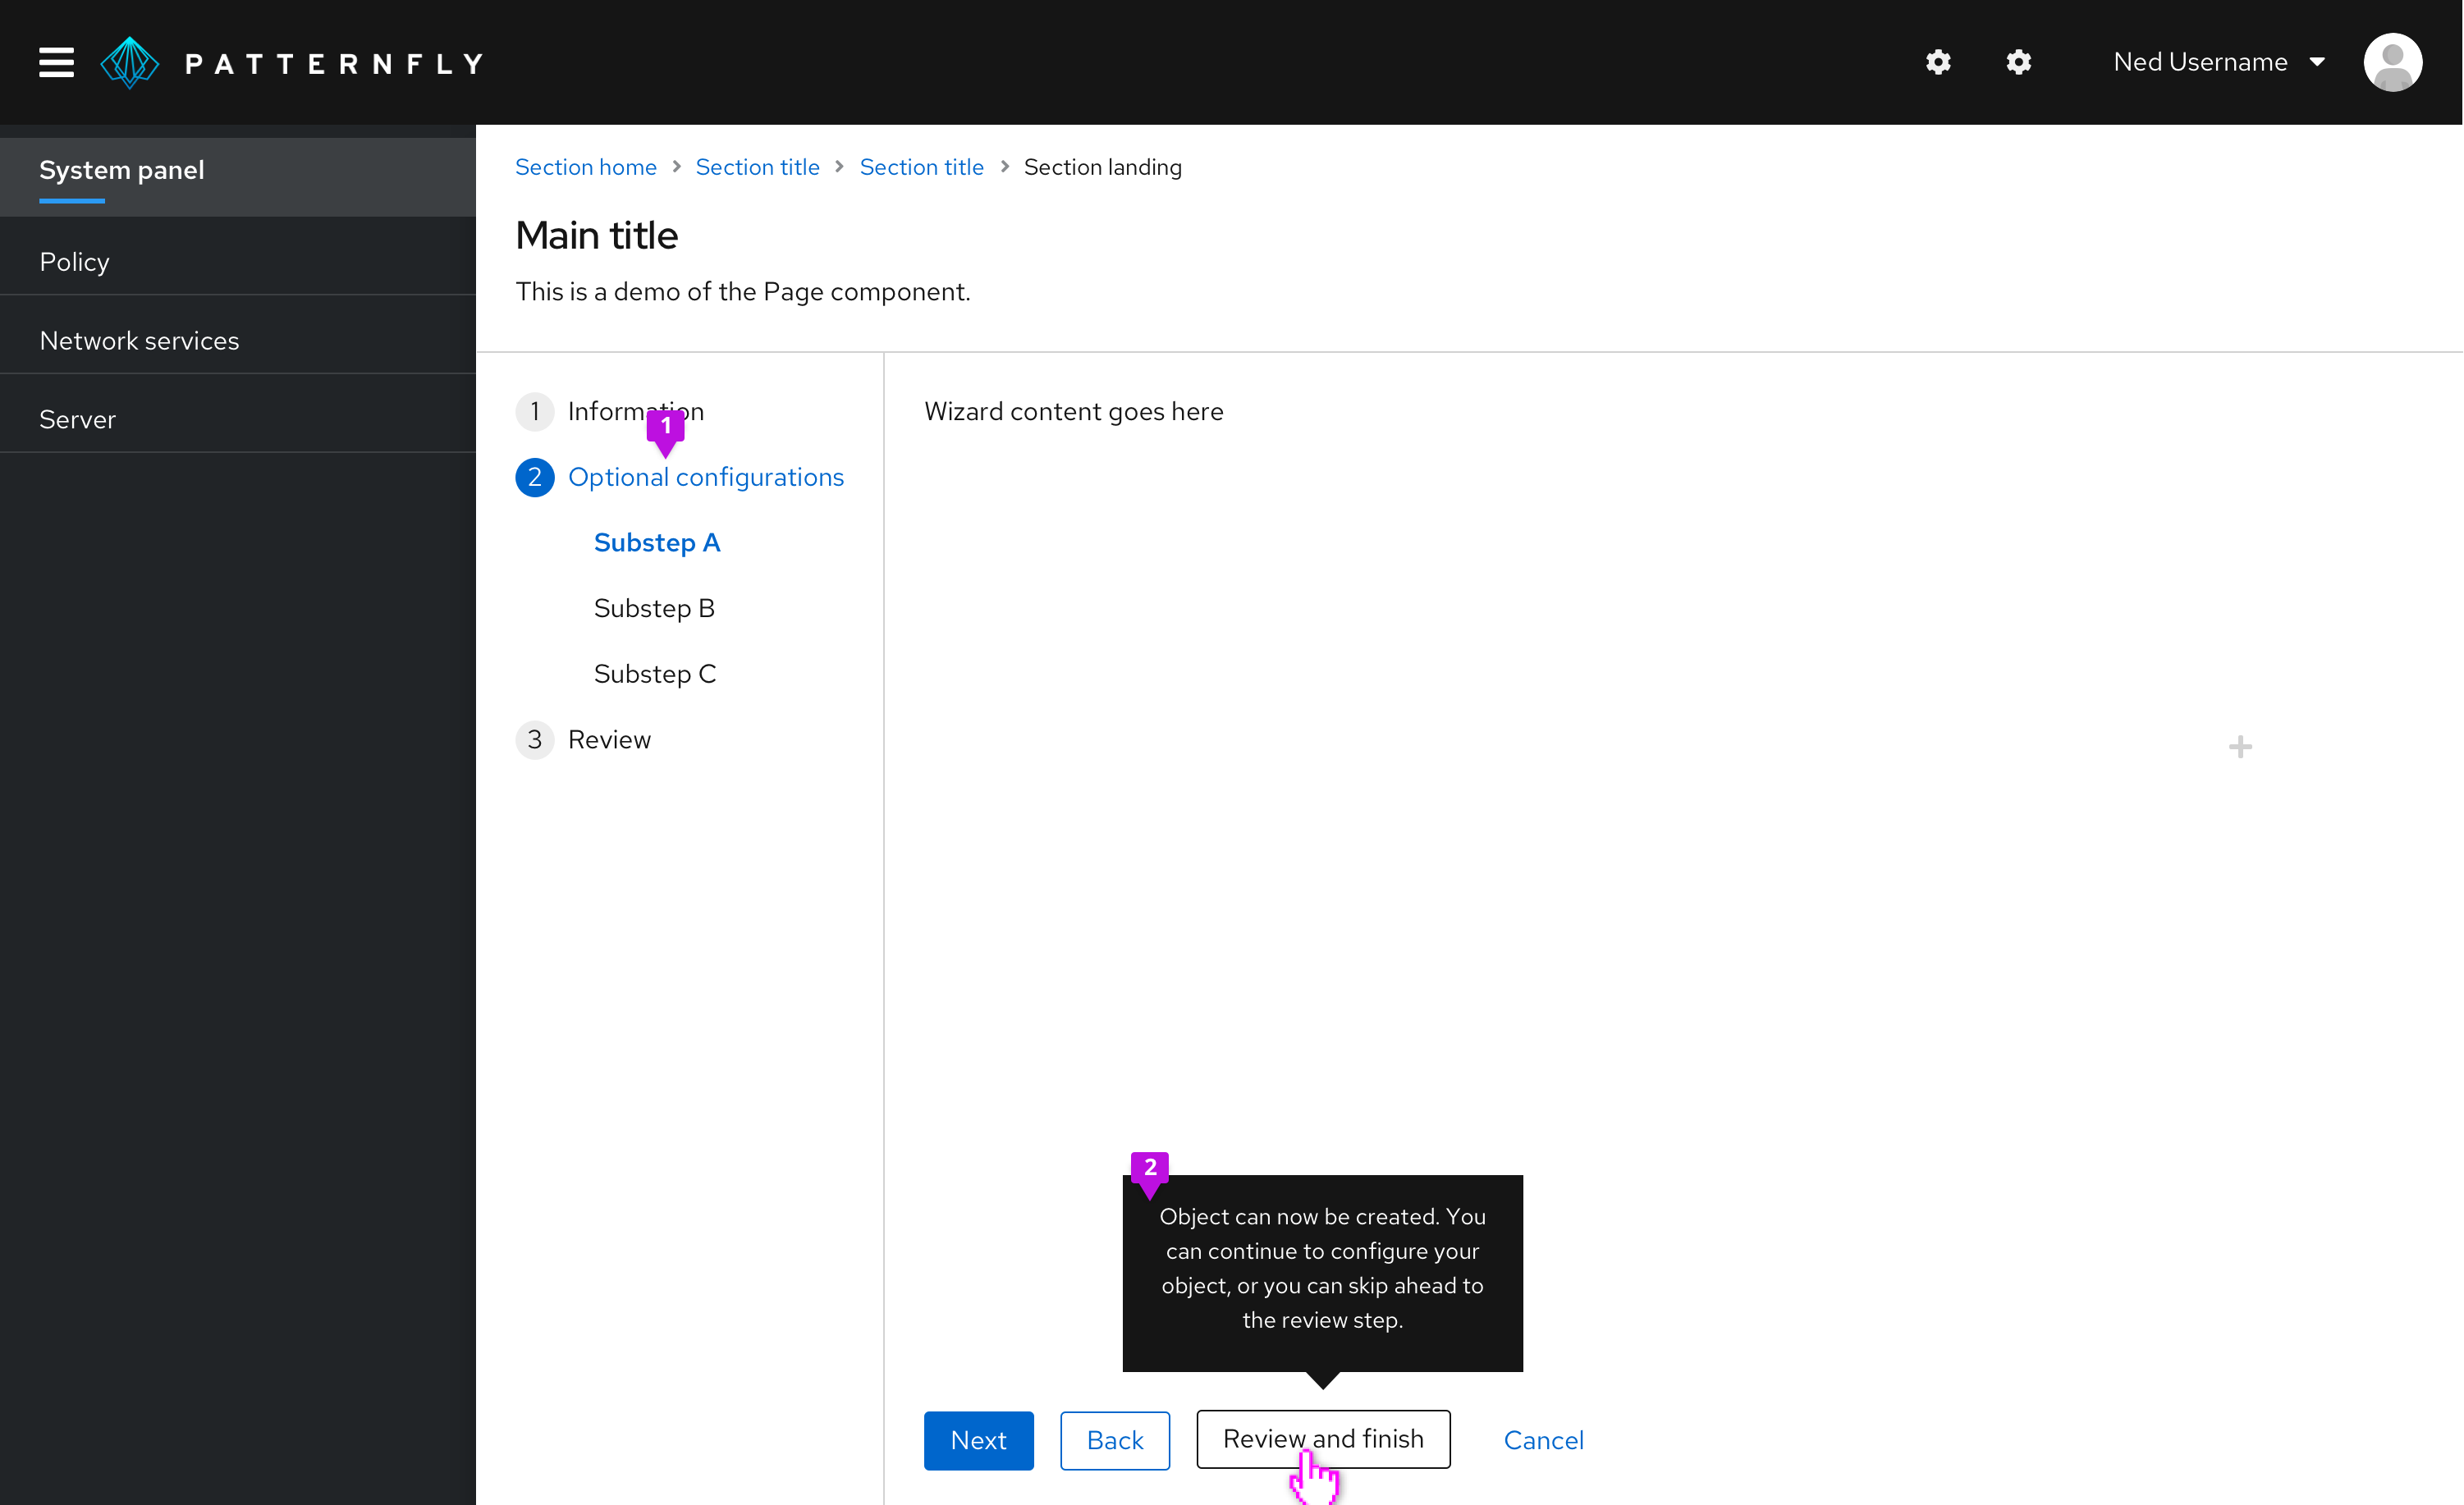 PATTERNFLY
Ned Username
System panel
Policy
Network services
Server
Section home > Section title > Section title > Section landing
Main title
This is a demo of the Page component.
1 Information
1
2 Optional configurations
Substep A
Substep B
Substep C
3 Review
Wizard content goes here
2
Object can now be created. You
can continue to configure your
object, or you can skip ahead to
the review step.
Next
Back
Review and finish
Cancel